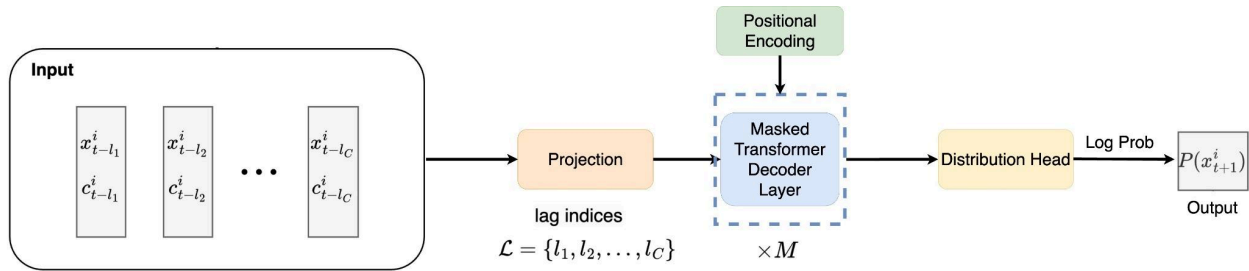 Input
$x^i_{t-l_1}$ $x^i_{t-l_2}$ • • • $x^i_{t-l_C}$
$c^i_{t-l_1}$ $c^i_{t-l_2}$ $c^i_{t-l_C}$
Projection
lag indices
$\mathcal{L} = \{l_1, l_2, \ldots, l_C\}$
Positional
Encoding
Masked
Transformer
Decoder
Layer
$\times M$
Distribution Head
Log Prob
$P(x^i_{t+1})$
Output